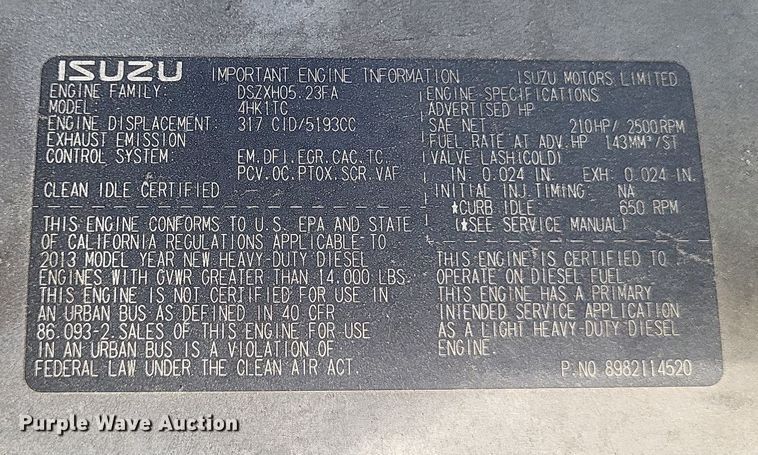 ISUZU IMPORTANT ENGINE INFORMATION ISUZU MOTORS LIMITED
ENGINE FAMILY: DSZXH05.23FA
MODEL: 4HK1TC
ENGINE DISPLACEMENT: 317 CID/5193CC
EXHAUST EMISSION
CONTROL SYSTEM: EM.DFI.EGR.CAC.TC.
PCV.OC.PTOX.SCR.VAF
CLEAN IDLE CERTIFIED
ENGINE SPECIFICATIONS
ADVERTISED HP
SAE NET: 210HP/ 2500RPM
FUEL RATE AT ADV.HP 143MM³/ST
VALVE LASH(COLD)
IN: 0.024 IN. EXH: 0.024 IN.
INITIAL INJ.TIMING: NA
*CURB IDLE: 650 RPM
(*SEE SERVICE MANUAL)
THIS ENGINE CONFORMS TO U.S. EPA AND STATE
OF CALIFORNIA REGULATIONS APPLICABLE TO
2013 MODEL YEAR NEW HEAVY-DUTY DIESEL
ENGINES WITH GVWR GREATER THAN 14,000 LBS.
THIS ENGINE IS NOT CERTIFIED FOR USE IN
AN URBAN BUS AS DEFINED IN 40 CFR
86.093-2.SALES OF THIS ENGINE FOR USE
IN AN URBAN BUS IS A VIOLATION OF
FEDERAL LAW UNDER THE CLEAN AIR ACT.
THIS ENGINE IS CERTIFIED TO
OPERATE ON DIESEL FUEL.
THIS ENGINE HAS A PRIMARY
INTENDED SERVICE APPLICATION
AS A LIGHT HEAVY-DUTY DIESEL
ENGINE.
P.NO 8982114520
Purple Wave Auction